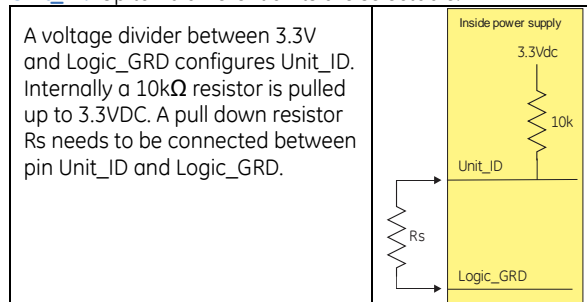 A voltage divider between 3.3V
and Logic_GRD configures Unit_ID.
Internally a 10kΩ resistor is pulled
up to 3.3VDC. A pull down resistor
Rs needs to be connected between
pin Unit_ID and Logic_GRD.
Inside power supply
3.3Vdc
10k
Unit_ID
Rs
Logic_GRD